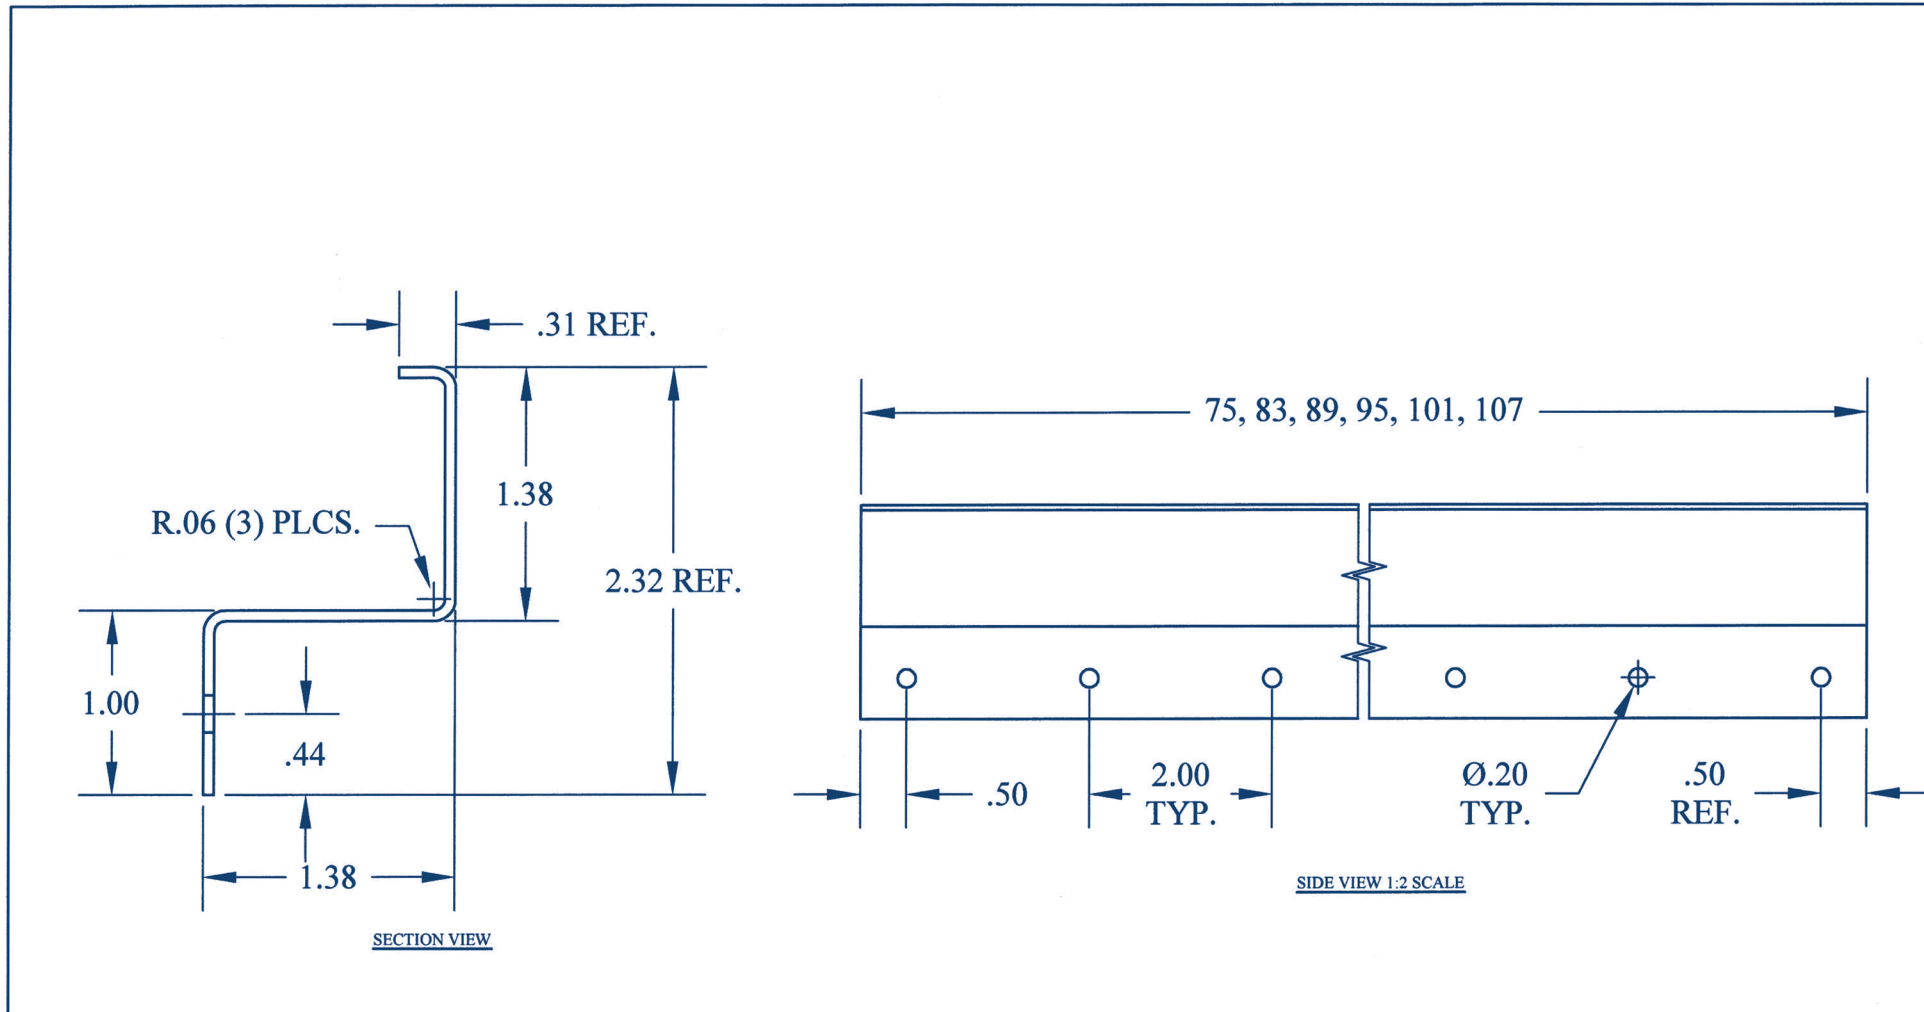 .31 REF.
1.38
R.06 (3) PLCS.
2.32 REF.
1.00
.44
1.38
SECTION VIEW
75, 83, 89, 95, 101, 107
.50
2.00
TYP.
Ø.20
TYP.
.50
REF.
SIDE VIEW 1:2 SCALE